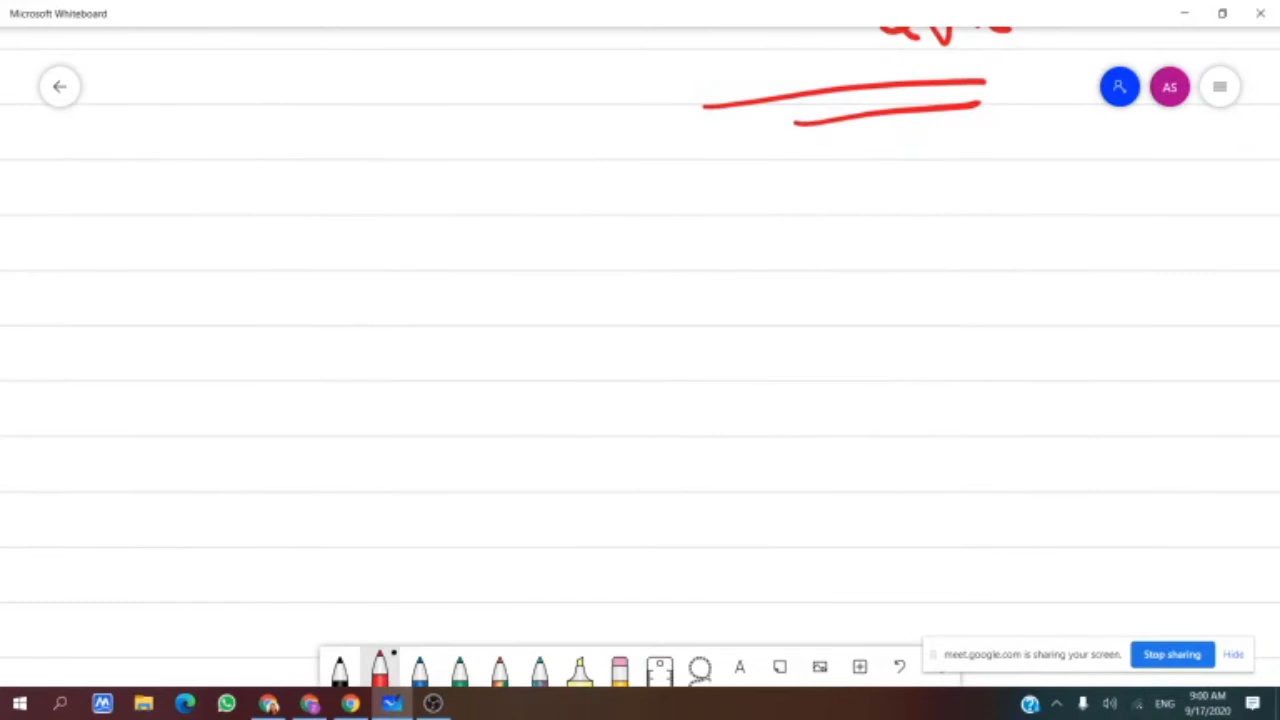 Microsoft Whiteboard
AS
A
meet.google.com is sharing your screen.
Stop sharing
Hide
ENG
9:00 AM
9/17/2020